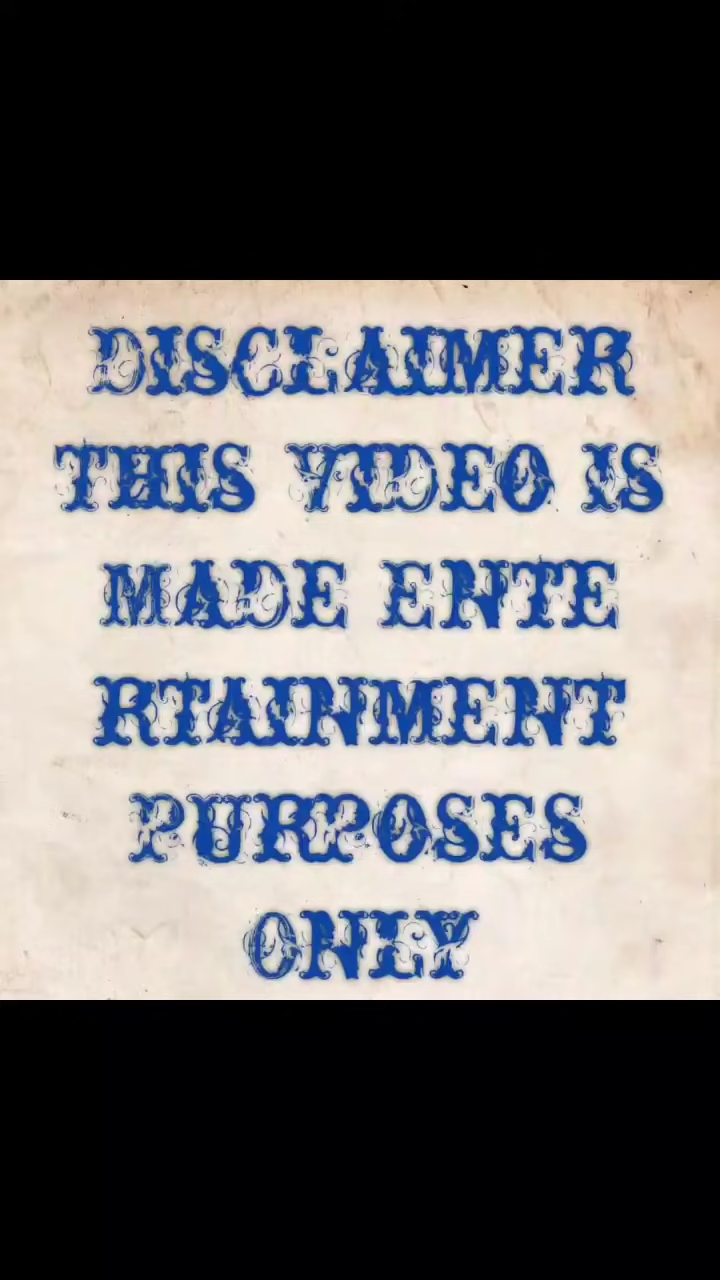 DISCLAIMER
THIS VIDEO IS
MADE ENTE
RTAINMENT
PURPOSES
ONLY